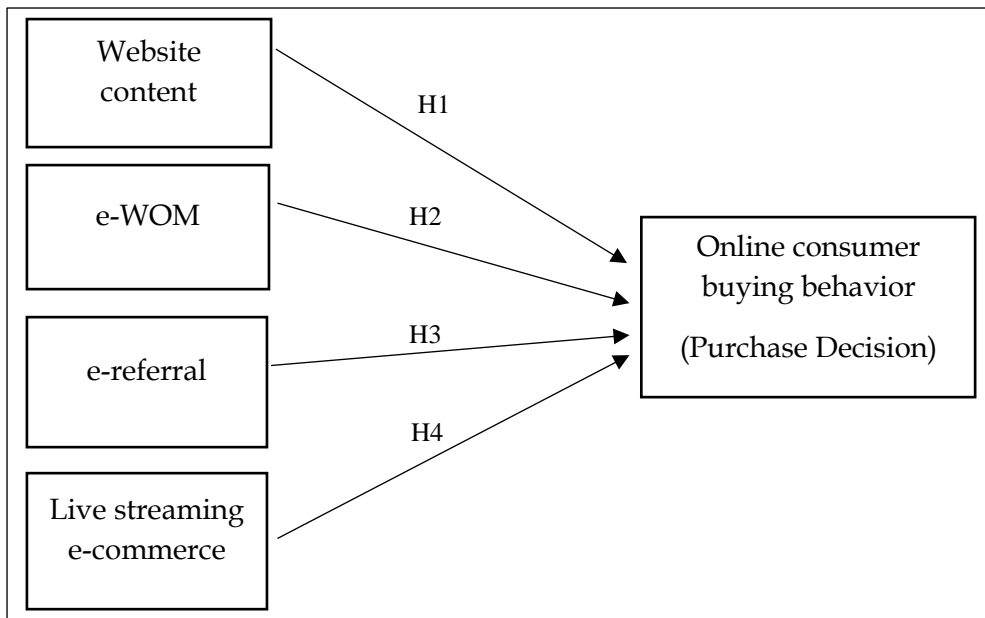 Website
content
H1
e-WOM
H2
Online consumer
buying behavior
(Purchase Decision)
e-referral
H3
H4
Live streaming
e-commerce